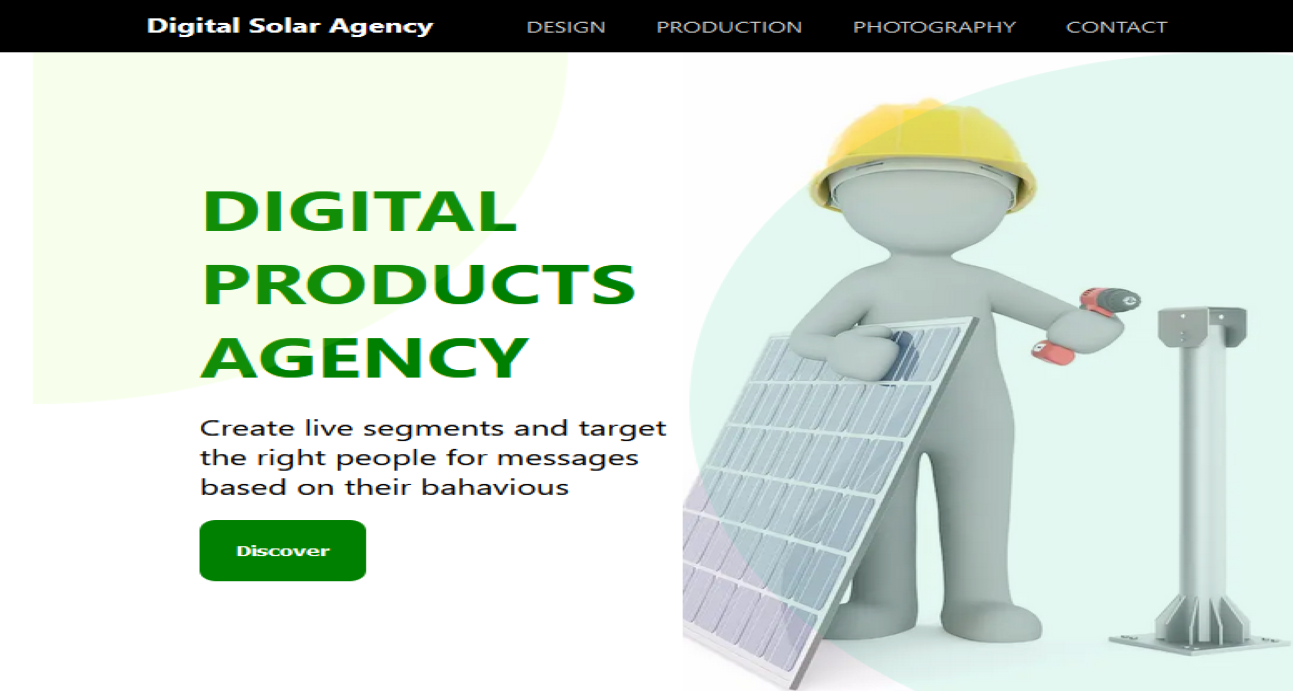 Digital Solar Agency
DESIGN
PRODUCTION
PHOTOGRAPHY
CONTACT
DIGITAL
PRODUCTS
AGENCY
Create live segments and target
the right people for messages
based on their bahavious
Discover